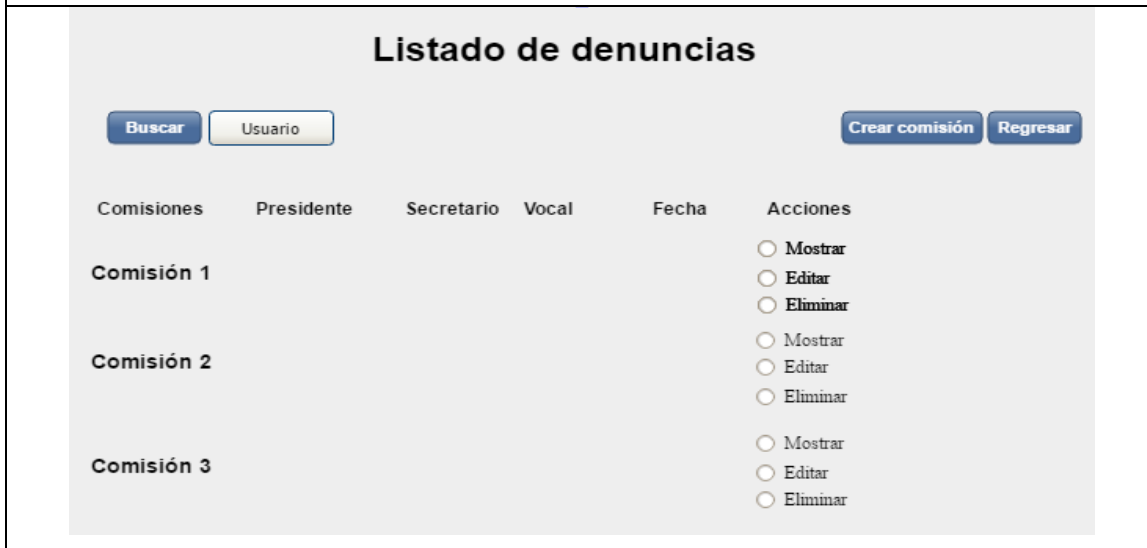 Listado de denuncias
Buscar Usuario Crear comisión Regresar
Comisiones Presidente Secretario Vocal Fecha Acciones
Comisión 1
Mostrar
Editar
Eliminar
Comisión 2
Mostrar
Editar
Eliminar
Comisión 3
Mostrar
Editar
Eliminar